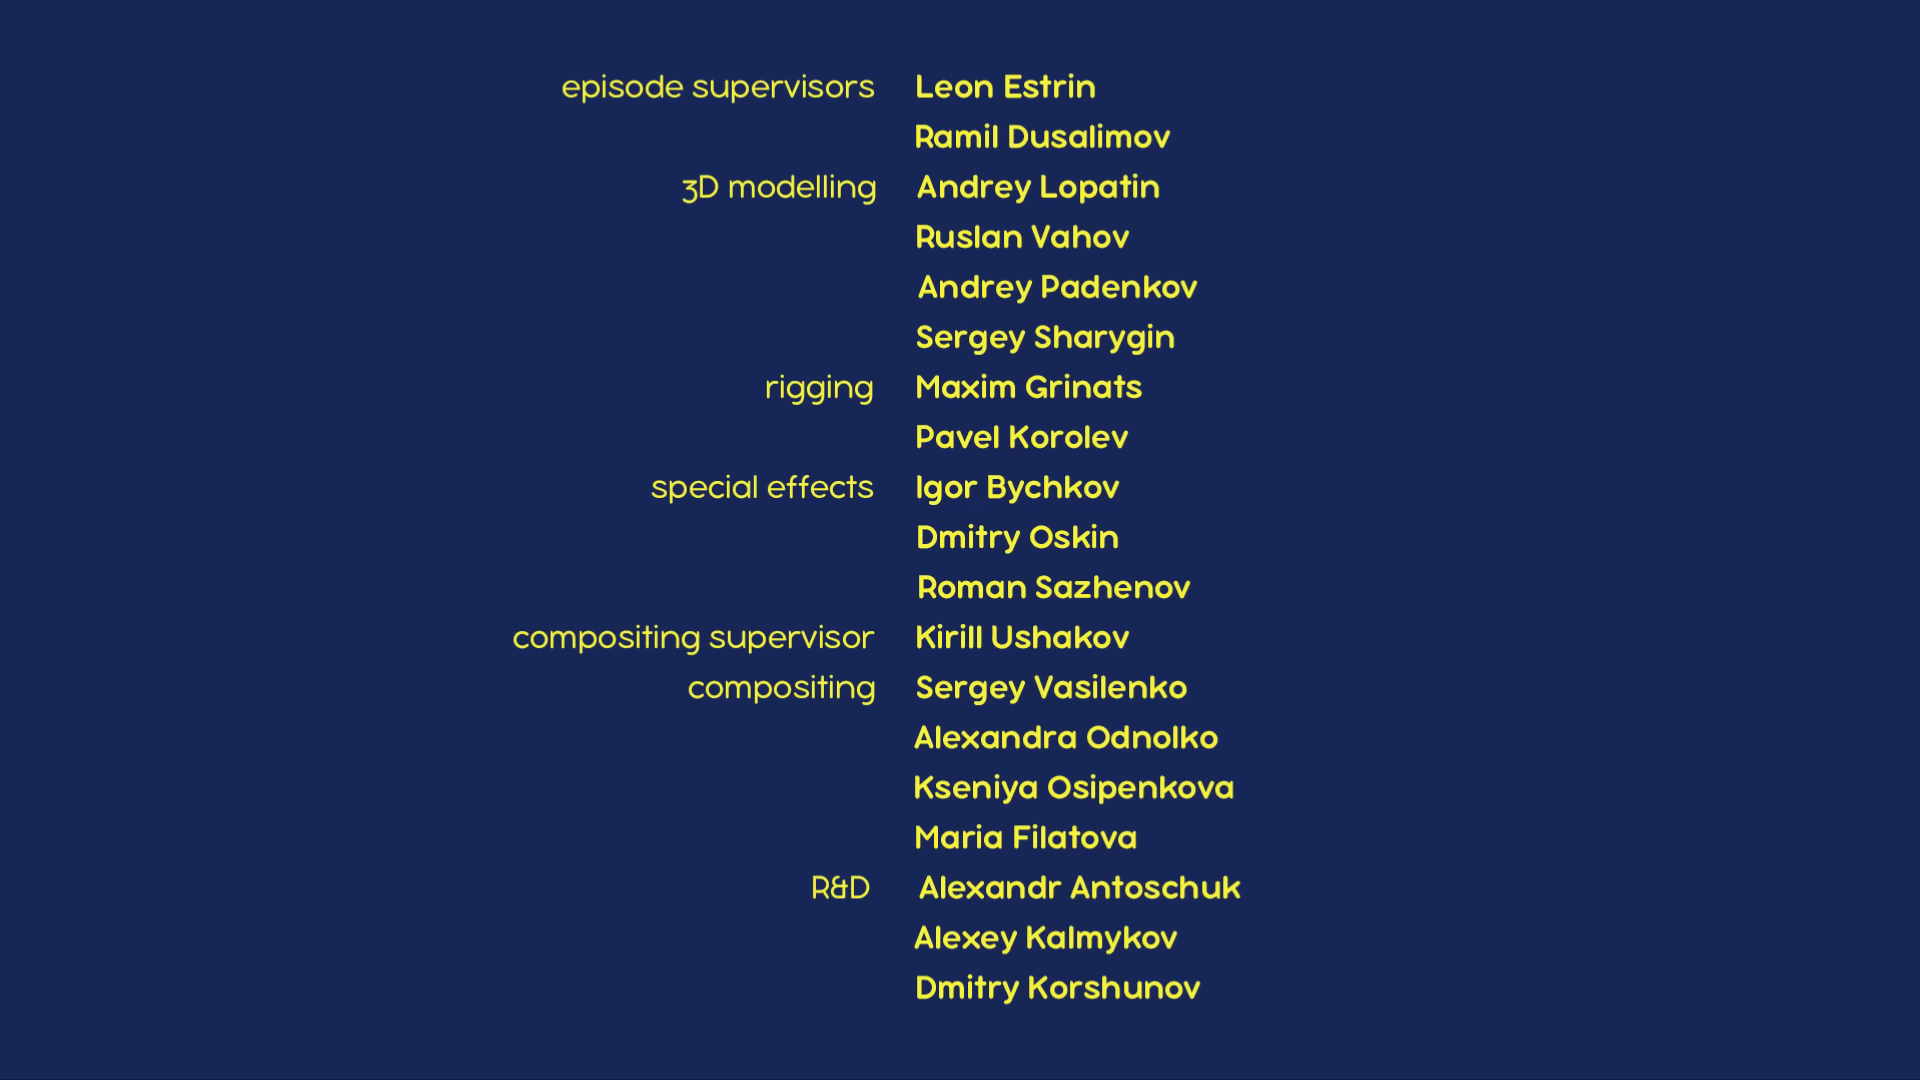 episode supervisors Leon Estrin
Ramil Dusalimov
3D modelling Andrey Lopatin
Ruslan Vahov
Andrey Padenkov
Sergey Sharygin
rigging Maxim Grinats
Pavel Korolev
special effects Igor Bychkov
Dmitry Oskin
Roman Sazhenov
compositing supervisor Kirill Ushakov
compositing Sergey Vasilenko
Alexandra Odnolko
Kseniya Osipenkova
Maria Filatova
R&D Alexandr Antoschuk
Alexey Kalmykov
Dmitry Korshunov